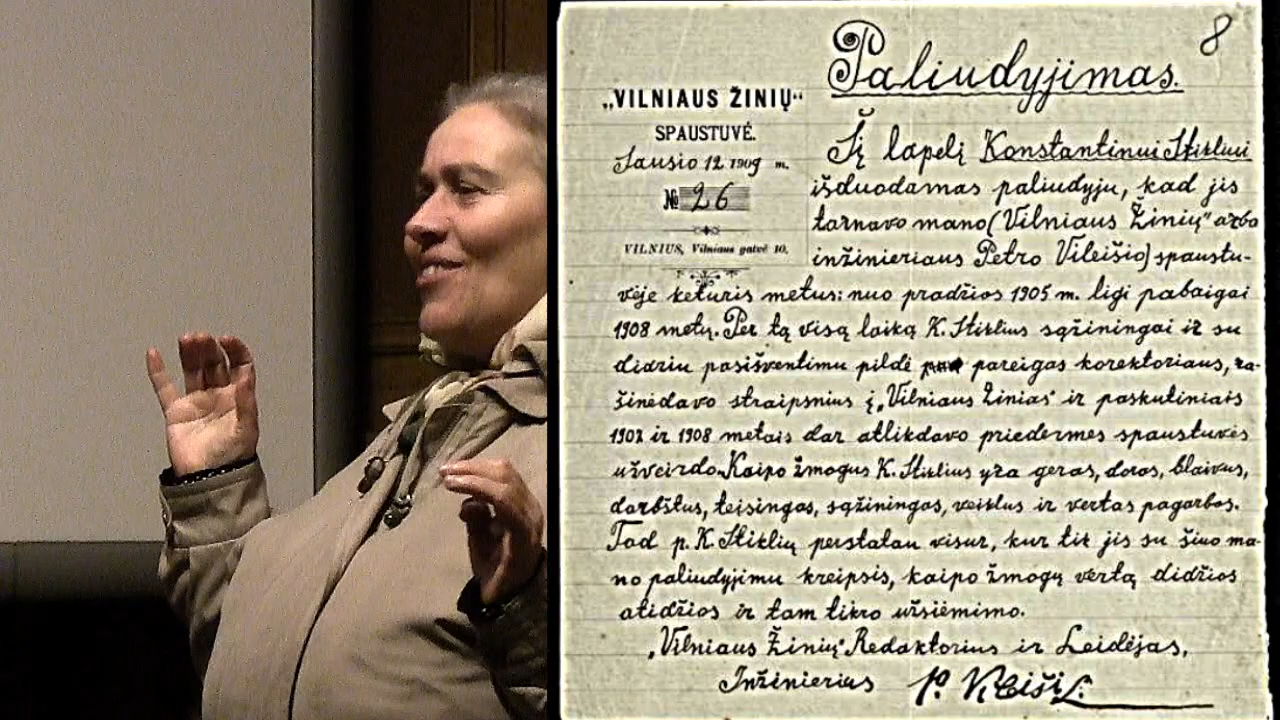 8
Paliudyjimas.
„VILNIAUS ŽINIŲ“
SPAUSTUVĖ.
Sausio 12 1909 m.
№ 26
VILNIUS, Vilniaus gatvė 10.
Šį lapelį Konstantinui Stikliui
išduodamas paliudyju, kad jis
tarnavo mano („Vilniaus Žinių“ arba
inžinieriaus Petro Vileišio) spaustu-
vėje keturis metus: nuo pradžios 1905 m. ligi pabaigai
1908 metų. Per tą visą laiką K. Stiklius sąžiningai ir su
didžiu pasišventimu pildė pareigas korektoriaus, ra-
šinėdavo straipsnius į „Vilniaus Žinias“ ir paskutiniais
1907 ir 1908 metais dar atlikdavo priedermes spaustuvės
užveizdo. Kaipo žmogus K. Stiklius yra geras, doras, blaivus,
darbštus, teisingas, sąžiningas, veiklus ir vertas pagarbos.
Tad p. K. Stiklių perstatau visur, kur tik jis su šiuo ma-
no paliudyjimu kreipsis, kaipo žmogų vertą didžios
atidžios ir tam tikro užsiėmimo.
„Vilniaus Žinių“ Redaktorius ir Leidėjas,
Inžinierius P. Vileišis